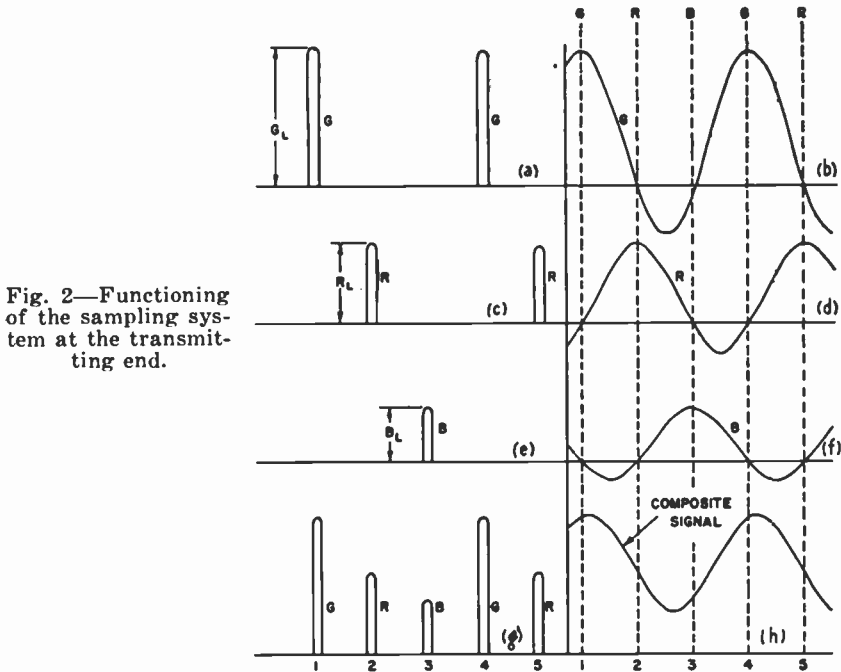 G R B G R
G_L
G
G
(a)
G
(b)
R_L
R
R
(c)
R
(d)
Fig. 2—Functioning
of the sampling sys-
tem at the transmit-
ting end.
B_L
B
(e)
B
(f)
COMPOSITE
SIGNAL
G
R
B
G
R
(g)
(h)
1 2 3 4 5 1 2 3 4 5